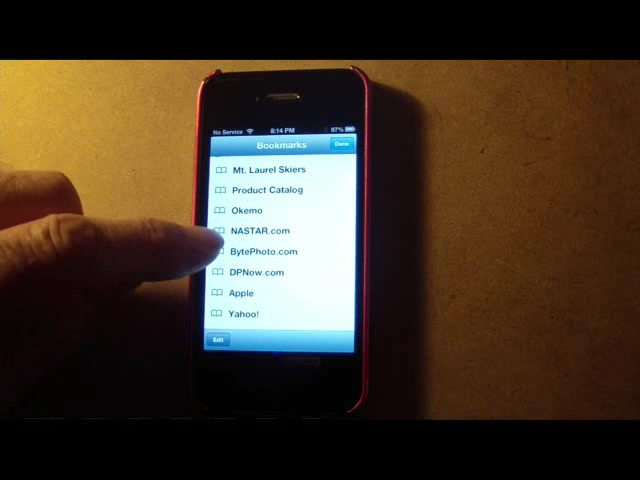 No Service 8:14 PM 97%
Bookmarks Done
Mt. Laurel Skiers
Product Catalog
Okemo
NASTAR.com
BytePhoto.com
DPNow.com
Apple
Yahoo!
Edit